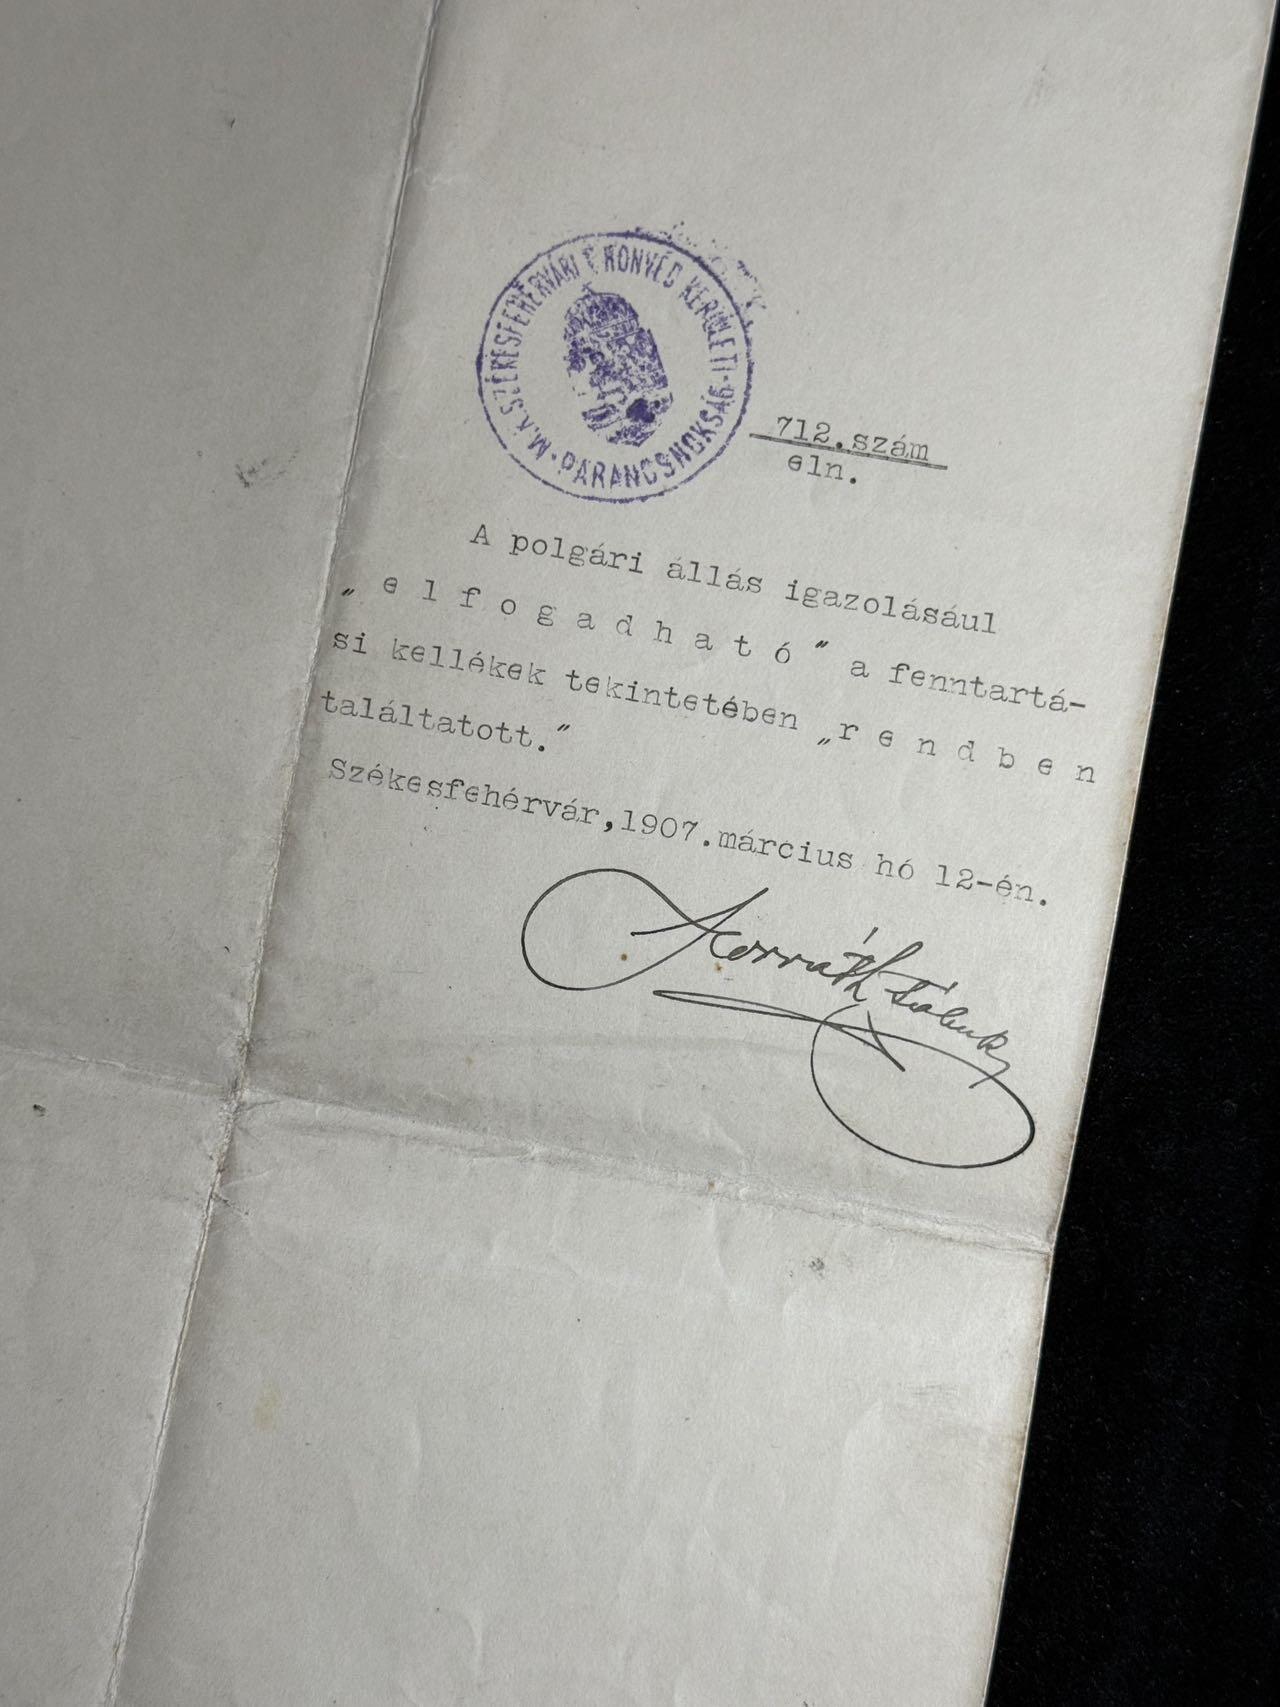 M. K. SZÉKESFEHÉRVÁRI HONVÉD KERÜLETI
PARANCSNOKSÁG
712.szám
eln.
A polgári állás igazolásául
„ e l f o g a d h a t ó ” a fenntartá-
si kellékek tekintetében „r e n d b e n
találtatott.”
Székesfehérvár,1907.március hó 12-én.
Horváth